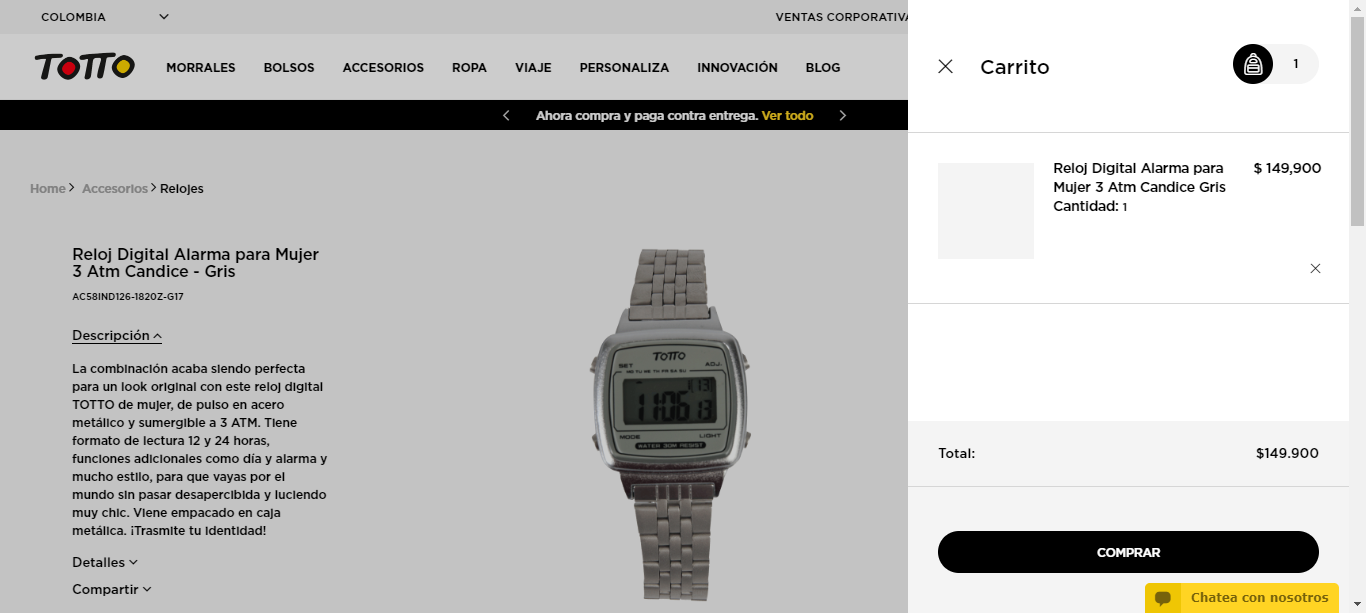 COLOMBIA
VENTAS CORPORATIVA
TOTTO
MORRALES BOLSOS ACCESORIOS ROPA VIAJE PERSONALIZA INNOVACIÓN BLOG
Ahora compra y paga contra entrega. Ver todo
Home Accesorios Relojes
Reloj Digital Alarma para Mujer
3 Atm Candice - Gris
AC58IND126-1820Z-G17
Descripción
La combinación acaba siendo perfecta
para un look original con este reloj digital
TOTTO de mujer, de pulso en acero
metálico y sumergible a 3 ATM. Tiene
formato de lectura 12 y 24 horas,
funciones adicionales como día y alarma y
mucho estilo, para que vayas por el
mundo sin pasar desapercibida y luciendo
muy chic. Viene empacado en caja
metálica. ¡Trasmite tu identidad!
Detalles
Compartir
TOTTO
SET ADJ.
MO TU WE TH FR SA SU
MODE LIGHT
WATER 30M RESIST
Carrito
1
Reloj Digital Alarma para
Mujer 3 Atm Candice Gris
Cantidad: 1
$ 149,900
Total: $149.900
COMPRAR
Chatea con nosotros